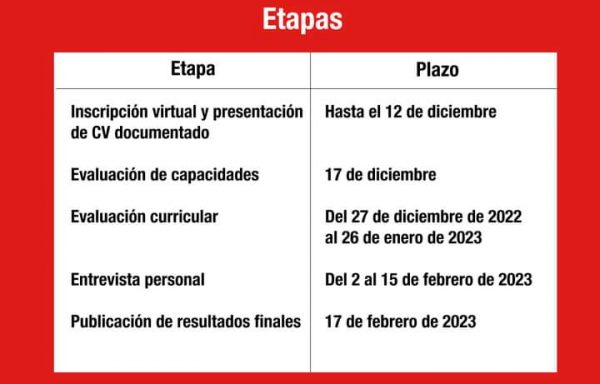 Etapas
Etapa Plazo
Inscripción virtual y presentación Hasta el 12 de diciembre
de CV documentado
Evaluación de capacidades 17 de diciembre
Evaluación curricular Del 27 de diciembre de 2022
al 26 de enero de 2023
Entrevista personal Del 2 al 15 de febrero de 2023
Publicación de resultados finales 17 de febrero de 2023